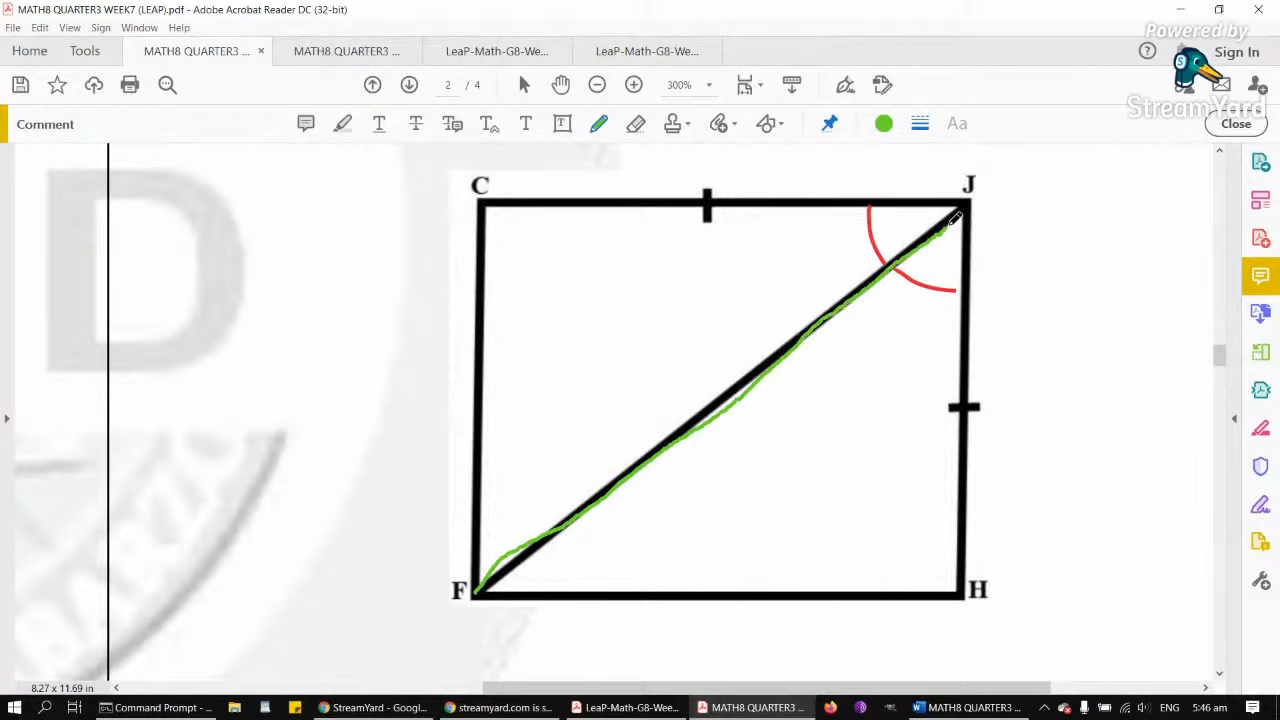 MATH8 QUARTER3 WEEK7 (LEAP).pdf - Adobe Acrobat Reader DC (32-bit)
File Edit View Sign Window Help
Powered by
StreamYard
Home Tools MATH8 QUARTER3 ... × MATH8 QUARTER3 ... LeaP-Math-G8-We... LeaP-Math-G8-We... Sign In
2 / 4 300%
Comment Aa Close
D
C J
F H
8.27 x 11.69 in
Command Prompt - ... StreamYard - Googl... streamyard.com is s... LeaP-Math-G8-Wee... MATH8 QUARTER3 ... MATH8 QUARTER3 ... ENG 5:46 am